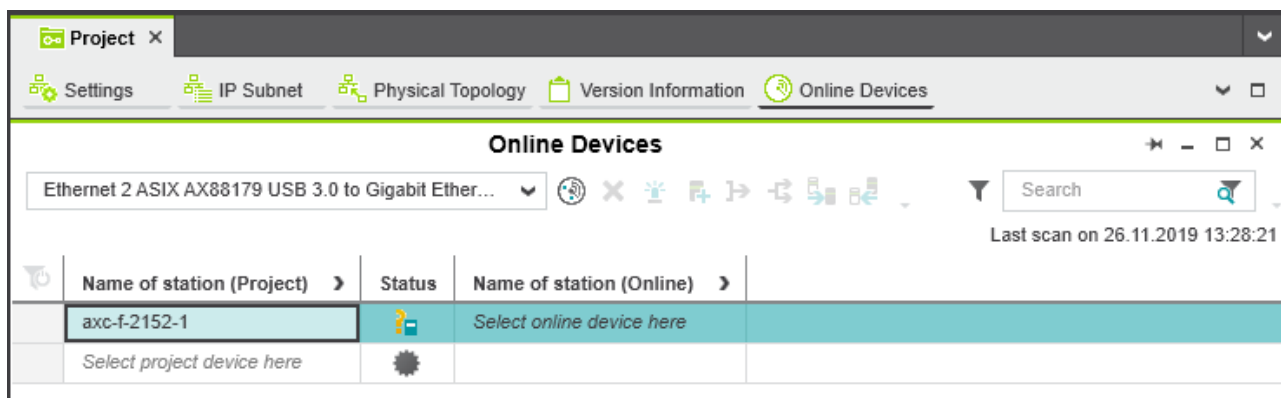 Project
Settings IP Subnet Physical Topology Version Information Online Devices
Online Devices
Ethernet 2 ASIX AX88179 USB 3.0 to Gigabit Ether... Search
Last scan on 26.11.2019 13:28:21
Name of station (Project) Status Name of station (Online)
axc-f-2152-1 Select online device here
Select project device here